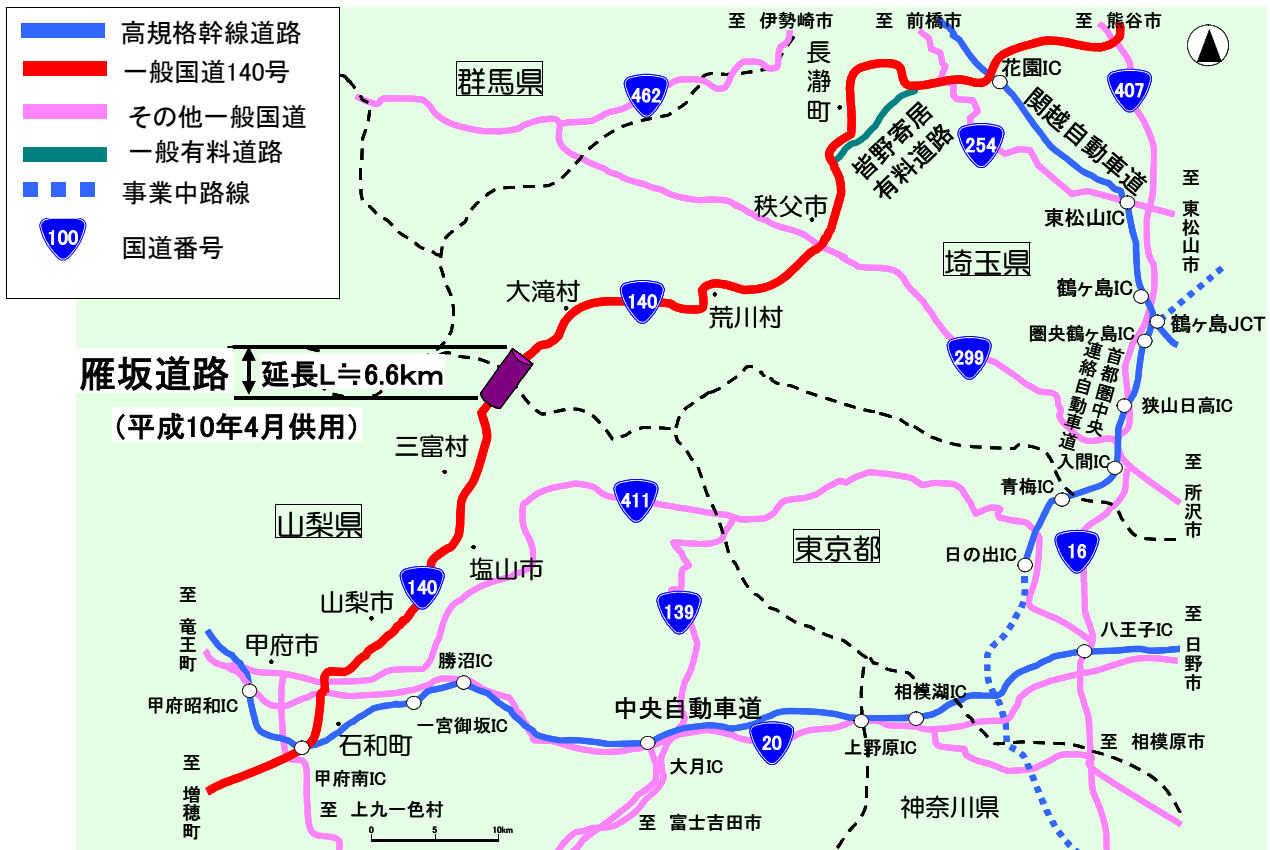 高規格幹線道路
一般国道140号
その他一般国道
一般有料道路
事業中路線
100
国道番号
至 伊勢崎市
至 前橋市
至 熊谷市
群馬県
462
長瀞町
花園IC
407
関越自動車道
254
皆野寄居
有料道路
至 東松山市
秩父市
東松山IC
埼玉県
大滝村
140
荒川村
鶴ヶ島IC
圏央鶴ヶ島IC
鶴ヶ島JCT
299
首都圏中央
連絡自動車道
雁坂道路
延長L≒6.6km
（平成10年4月供用）
狭山日高IC
三富村
入間IC
至 所沢市
青梅IC
411
山梨県
東京都
16
日の出IC
塩山市
140
山梨市
139
至 竜王町
甲府市
八王子IC
至 日野市
勝沼IC
甲府昭和IC
一宮御坂IC
中央自動車道
相模湖IC
石和町
20
上野原IC
至 相模原市
大月IC
甲府南IC
至 増穂町
至 上九一色村
至 富士吉田市
神奈川県
0
5
10km